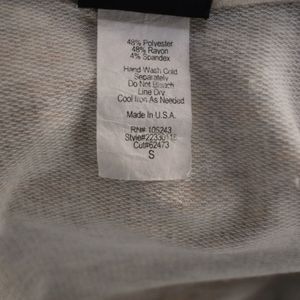 48% Polyester
48% Rayon
4% Spandex
Hand Wash Cold
Separately
Do Not Bleach
Line Dry
Cool Iron As Needed
Made In U.S.A.
RN# 105243
Cut#62473
S